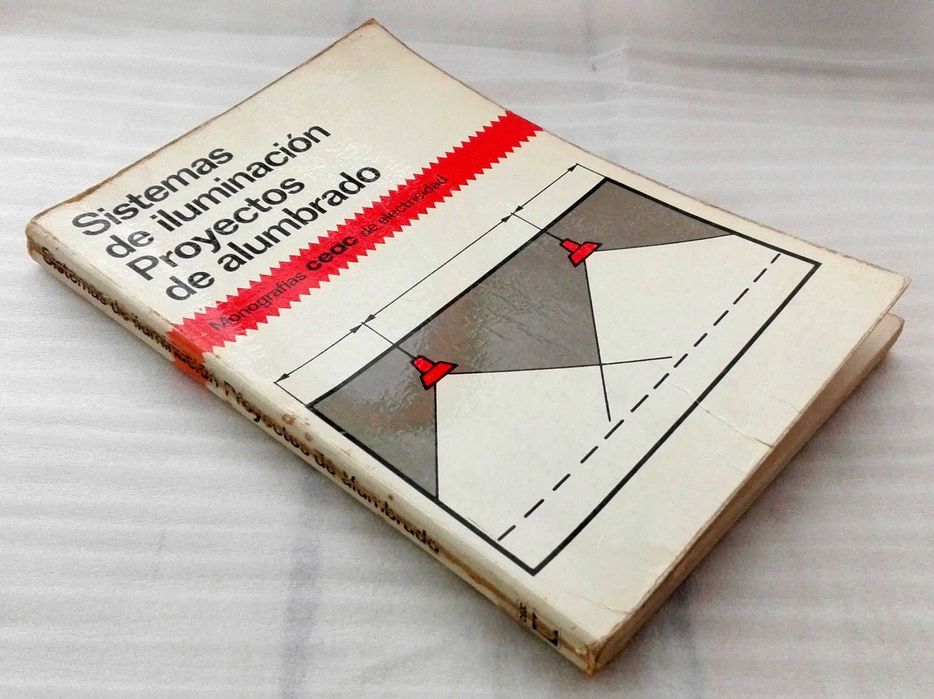 Sistemas
de iluminación
Proyectos
de alumbrado
Monografías ceac de electricidad
Sistemas de iluminación Proyectos de alumbrado